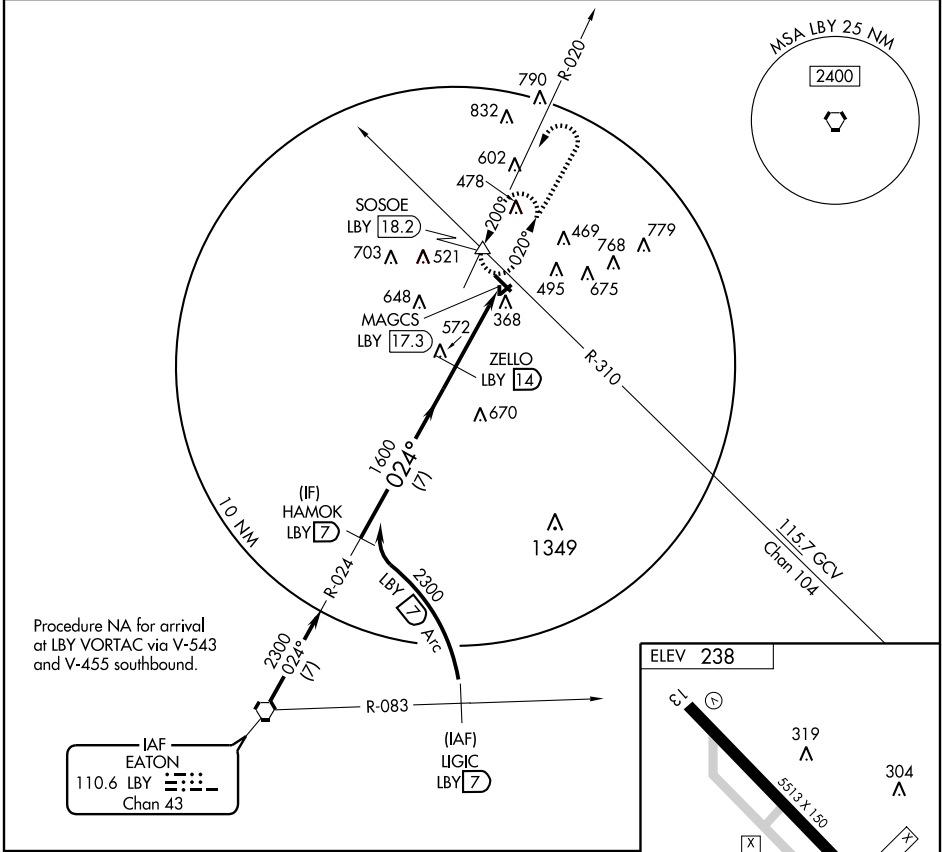 MSA LBY 25 NM
2400
R-020
790
832
602
478
SOSOE
LBY 18.2
200°
020°
703
521
469
768
779
495
675
648
368
MAGCS
LBY 17.3
572
ZELLO
LBY 14
R-310
670
1600
024°
(7)
(IF)
HAMOK
LBY 7
10 NM
1349
115.7 GCV
Chan 104
R-024
2300
LBY 7 Arc
Procedure NA for arrival
at LBY VORTAC via V-543
and V-455 southbound.
2300
024°
(7)
R-083
IAF
EATON
110.6 LBY
Chan 43
(IAF)
LIGIC
LBY 7
ELEV 238
13
V
319
5513 X 150
304
X
X